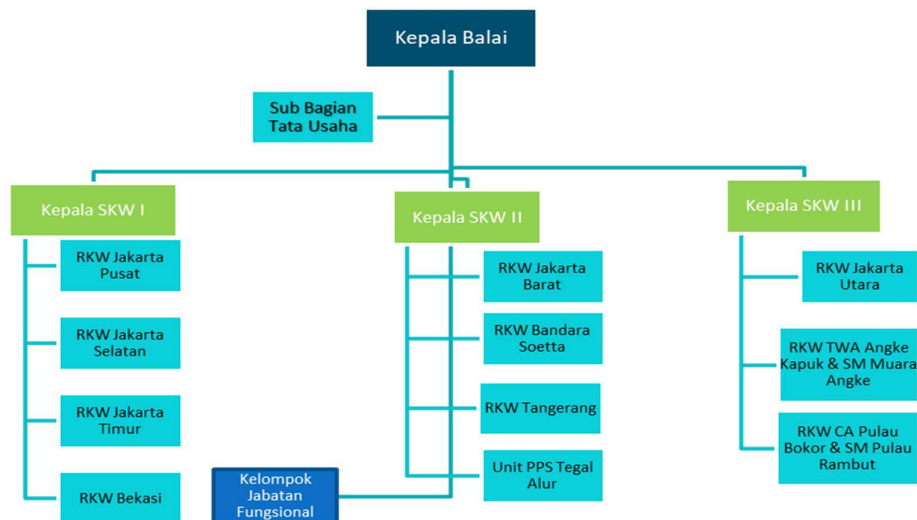 Kepala Balai
Sub Bagian
Tata Usaha
Kepala SKW I
RKW Jakarta
Pusat
RKW Jakarta
Selatan
RKW Jakarta
Timur
RKW Bekasi
Kepala SKW II
RKW Jakarta
Barat
RKW Bandara
Soetta
RKW Tangerang
Unit PPS Tegal
Alur
Kepala SKW III
RKW Jakarta
Utara
RKW TWA Angke
Kapuk & SM Muara
Angke
RKW CA Pulau
Bokor & SM Pulau
Rambut
Kelompok
Jabatan
Fungsional